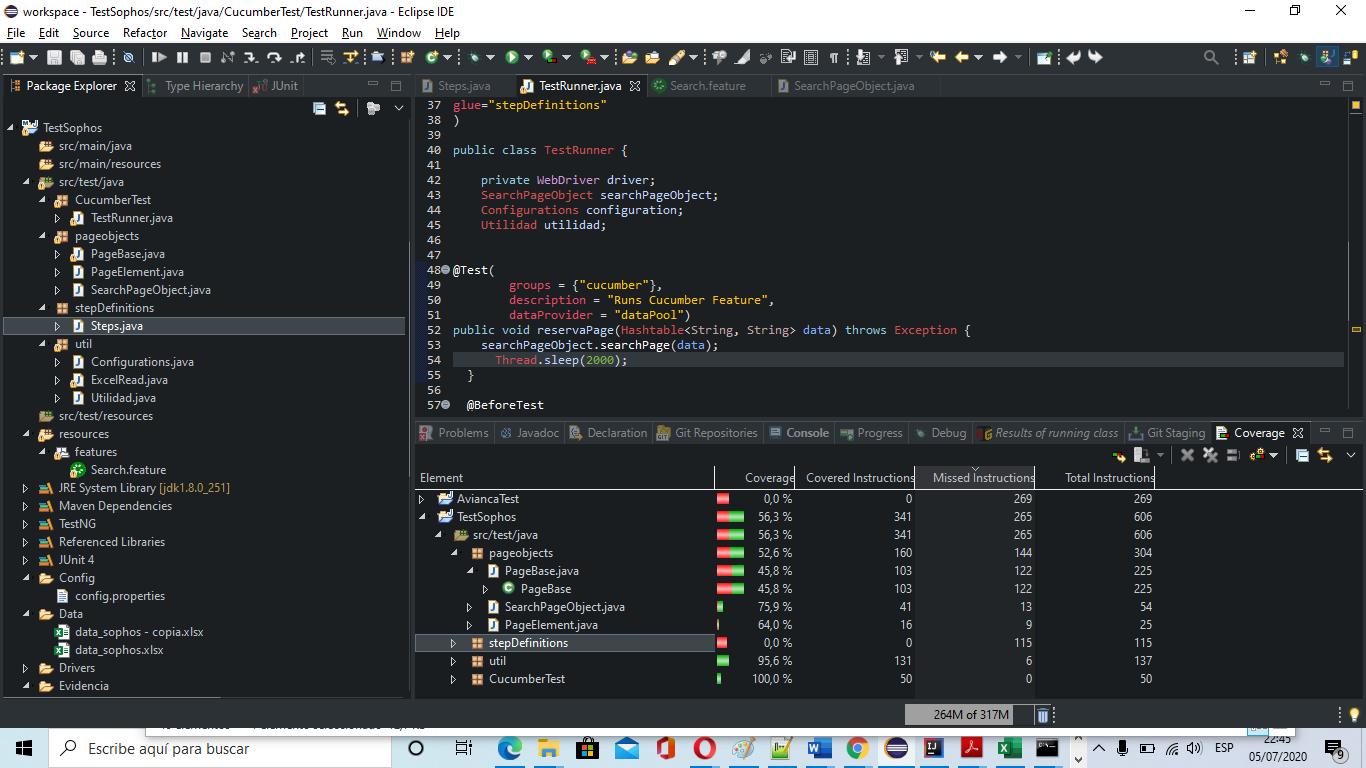 workspace - TestSophos/src/test/java/CucumberTest/TestRunner.java - Eclipse IDE
File Edit Source Refactor Navigate Search Project Run Window Help
Package Explorer Type Hierarchy JUnit
TestSophos
src/main/java
src/main/resources
src/test/java
CucumberTest
TestRunner.java
pageobjects
PageBase.java
PageElement.java
SearchPageObject.java
stepDefinitions
Steps.java
util
Configurations.java
ExcelRead.java
Utilidad.java
src/test/resources
resources
features
Search.feature
JRE System Library [jdk1.8.0_251]
Maven Dependencies
TestNG
Referenced Libraries
JUnit 4
Config
config.properties
Data
data_sophos - copia.xlsx
data_sophos.xlsx
Drivers
Evidencia
Steps.java TestRunner.java Search.feature SearchPageObject.java
37 glue="stepDefinitions"
38 )
39
40 public class TestRunner {
41
42 private WebDriver driver;
43 SearchPageObject searchPageObject;
44 Configurations configuration;
45 Utilidad utilidad;
46
47
48 @Test(
49 groups = {"cucumber"},
50 description = "Runs Cucumber Feature",
51 dataProvider = "dataPool")
52 public void reservaPage(Hashtable<String, String> data) throws Exception {
53 searchPageObject.searchPage(data);
54 Thread.sleep(2000);
55 }
56
57 @BeforeTest
Problems Javadoc Declaration Git Repositories Console Progress Debug Results of running class Git Staging Coverage
Element Coverage Covered Instructions Missed Instructions Total Instructions
AviancaTest 0,0 % 0 269 269
TestSophos 56,3 % 341 265 606
src/test/java 56,3 % 341 265 606
pageobjects 52,6 % 160 144 304
PageBase.java 45,8 % 103 122 225
PageBase 45,8 % 103 122 225
SearchPageObject.java 75,9 % 41 13 54
PageElement.java 64,0 % 16 9 25
stepDefinitions 0,0 % 0 115 115
util 95,6 % 131 6 137
CucumberTest 100,0 % 50 0 50
264M of 317M
Escribe aquí para buscar
ESP
22:45
05/07/2020
9